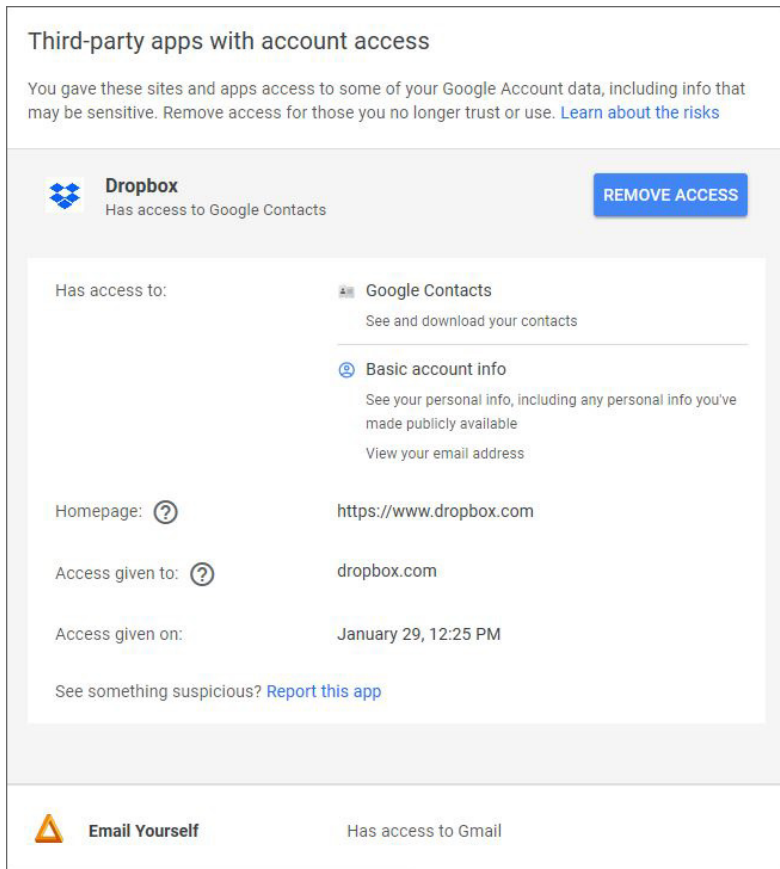 Third-party apps with account access
You gave these sites and apps access to some of your Google Account data, including info that
may be sensitive. Remove access for those you no longer trust or use. Learn about the risks
Dropbox
Has access to Google Contacts
REMOVE ACCESS
Has access to:
Google Contacts
See and download your contacts
Basic account info
See your personal info, including any personal info you've
made publicly available
View your email address
Homepage: ?
https://www.dropbox.com
Access given to: ?
dropbox.com
Access given on:
January 29, 12:25 PM
See something suspicious? Report this app
Email Yourself
Has access to Gmail